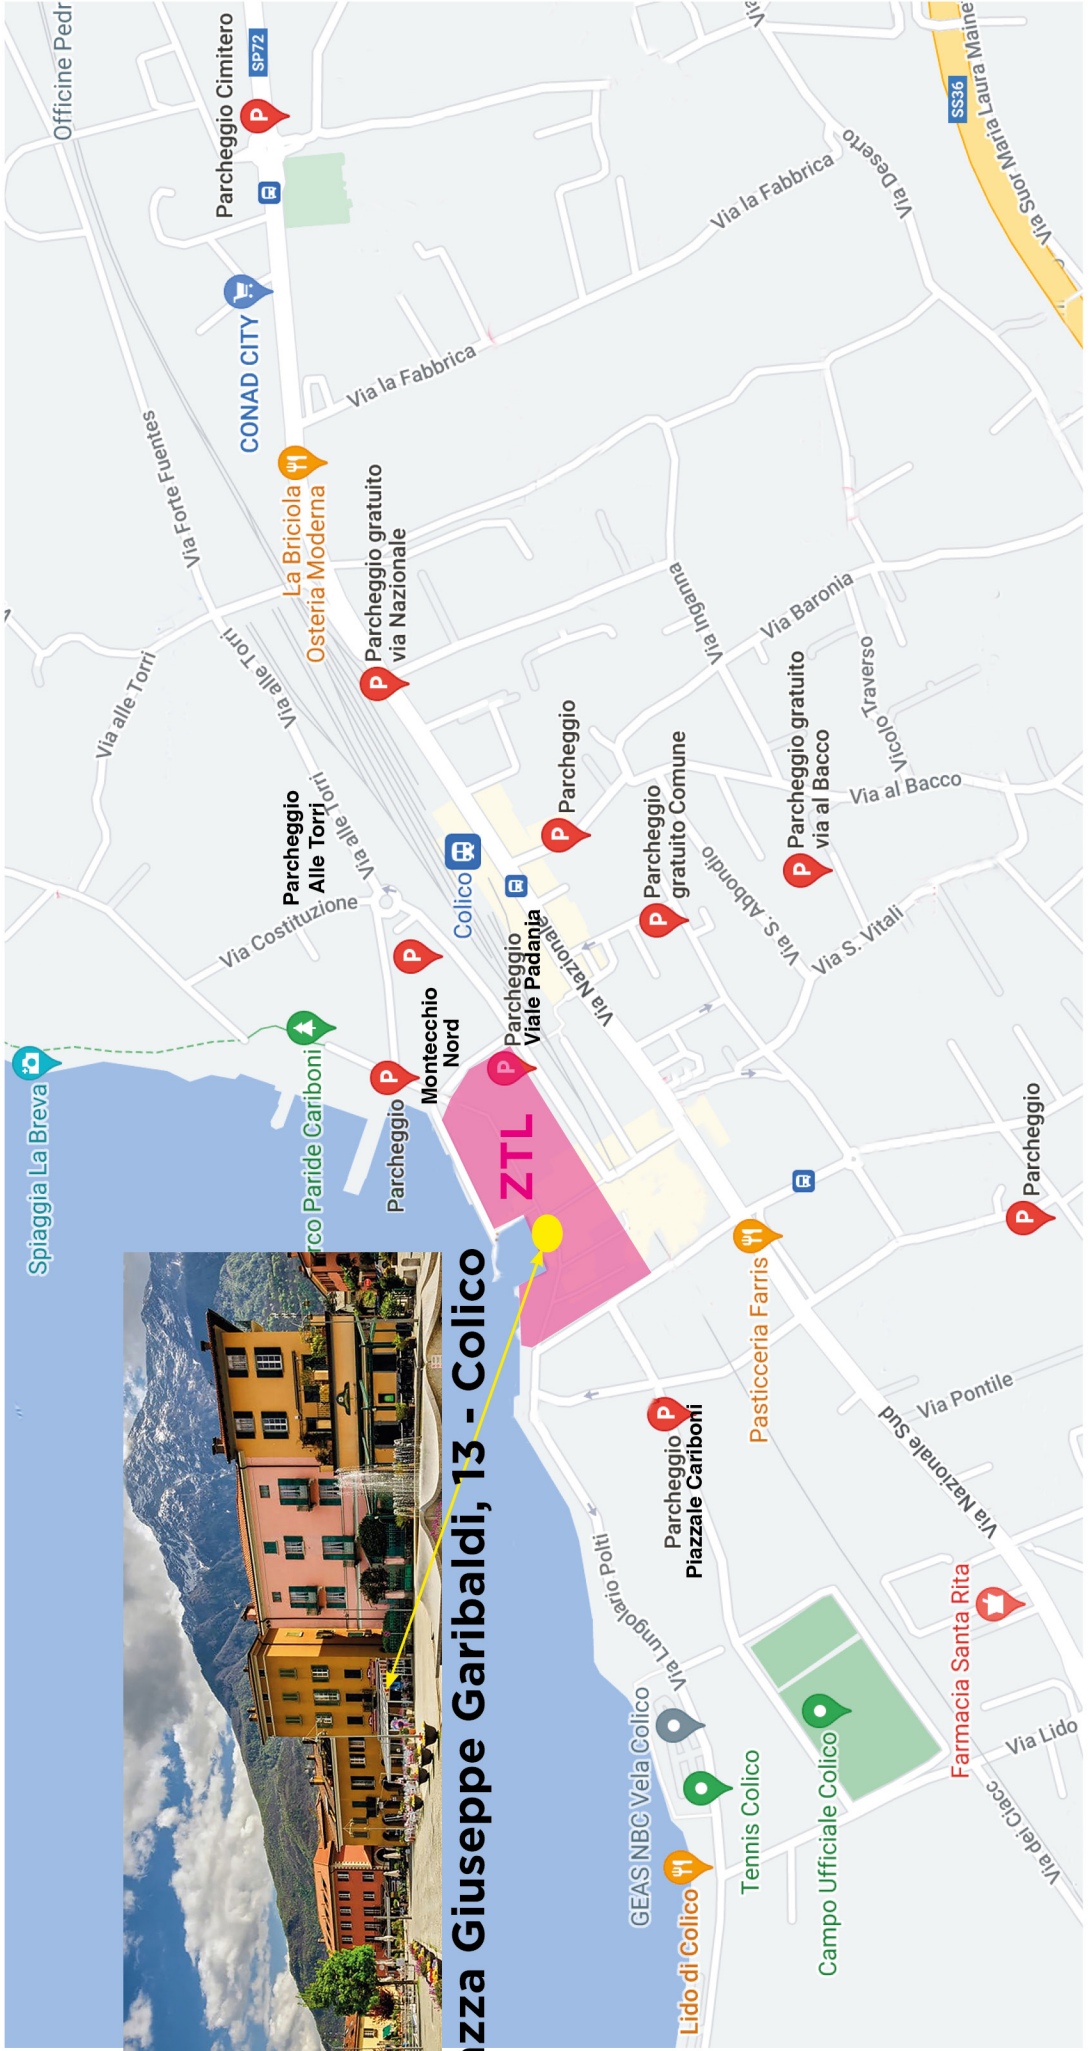 Officine Pedr
Parcheggio Cimitero
SP72
SS36
Via Suor Maria Laura Maine
Via
Via Deserto
Via la Fabbrica
CONAD CITY
Via la Fabbrica
Via Forte Fuentes
La Briciola
Osteria Moderna
Parcheggio gratuito
via Nazionale
Via alle Torri
Via alle Torri
Via alle Torri
Parcheggio
Alle Torri
Via Costituzione
Colico
Parcheggio
Parcheggio
gratuito Comune
Parcheggio gratuito
via al Bacco
Via Inganna
Via Baronia
Vicolo Traverso
Via al Bacco
Via S. Abbondio
Via S. Vitali
Via Nazionale
Parcheggio
Viale Padania
Montecchio
Nord
Parcheggio
Spiaggia La Breva
rco Paride Cariboni
ZTL
azza Giuseppe Garibaldi, 13 - Colico
Parcheggio
Pasticceria Farris
Parcheggio
Piazzale Cariboni
Via Pontile
Via Nazionale Sud
Via Lungolario Polti
GEAS NBC Vela Colico
Tennis Colico
Lido di Colico
Campo Ufficiale Colico
Farmacia Santa Rita
Via Lido
Via dei Ciacc
P
P
P
P
P
P
P
P
P
P